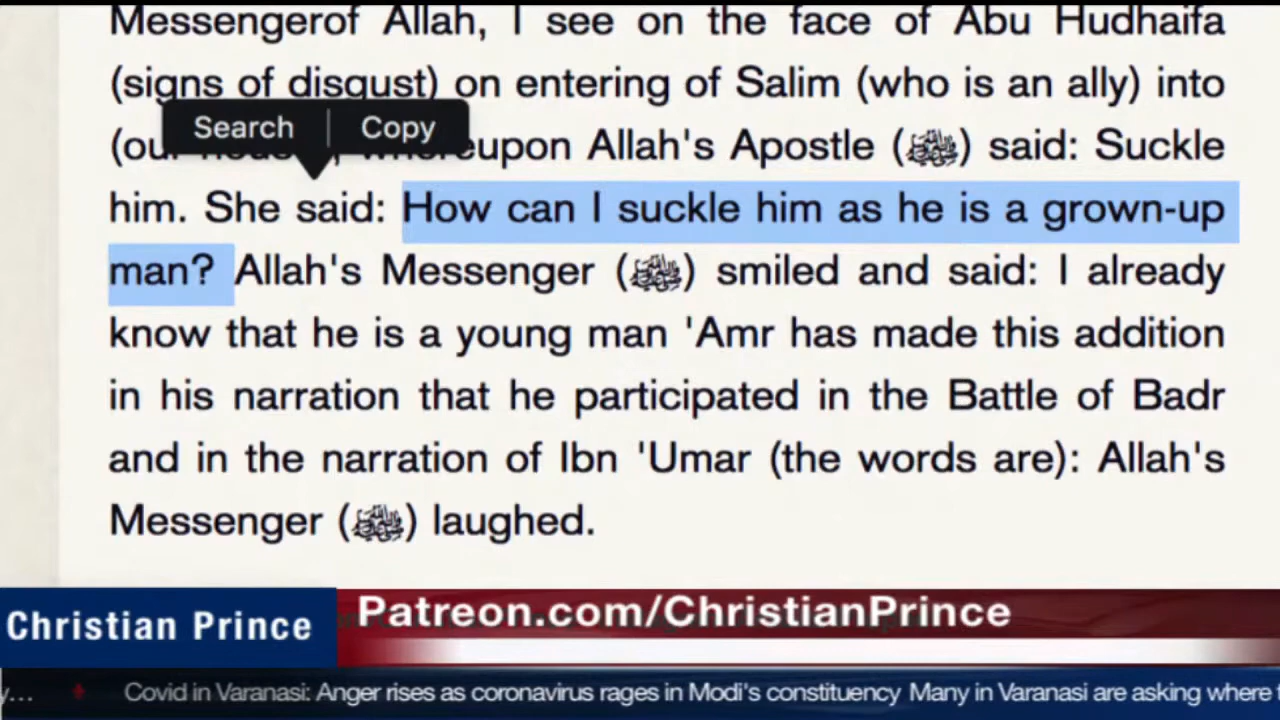 Messengerof Allah, I see on the face of Abu Hudhaifa
(signs of disgust) on entering of Salim (who is an ally) into
Search Copy
(our house), whereupon Allah's Apostle (ﷺ) said: Suckle
him. She said: How can I suckle him as he is a grown-up
man? Allah's Messenger (ﷺ) smiled and said: I already
know that he is a young man 'Amr has made this addition
in his narration that he participated in the Battle of Badr
and in the narration of Ibn 'Umar (the words are): Allah's
Messenger (ﷺ) laughed.
Christian Prince
Patreon.com/ChristianPrince
y... Covid in Varanasi: Anger rises as coronavirus rages in Modi's constituency Many in Varanasi are asking where